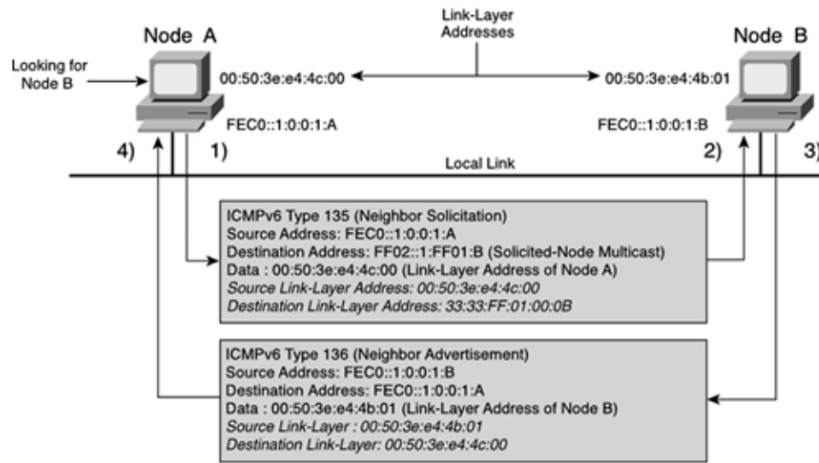 Link-Layer
Addresses
Node A
Node B
Looking for
Node B
00:50:3e:e4:4c:00
00:50:3e:e4:4b:01
FEC0::1:0:0:1:A
FEC0::1:0:0:1:B
4)
1)
2)
3)
Local Link
ICMPv6 Type 135 (Neighbor Solicitation)
Source Address: FEC0::1:0:0:1:A
Destination Address: FF02::1:FF01:B (Solicited-Node Multicast)
Data : 00:50:3e:e4:4c:00 (Link-Layer Address of Node A)
Source Link-Layer Address: 00:50:3e:e4:4c:00
Destination Link-Layer Address: 33:33:FF:01:00:0B
ICMPv6 Type 136 (Neighbor Advertisement)
Source Address: FEC0::1:0:0:1:B
Destination Address: FEC0::1:0:0:1:A
Data : 00:50:3e:e4:4b:01 (Link-Layer Address of Node B)
Source Link-Layer : 00:50:3e:e4:4b:01
Destination Link-Layer: 00:50:3e:e4:4c:00